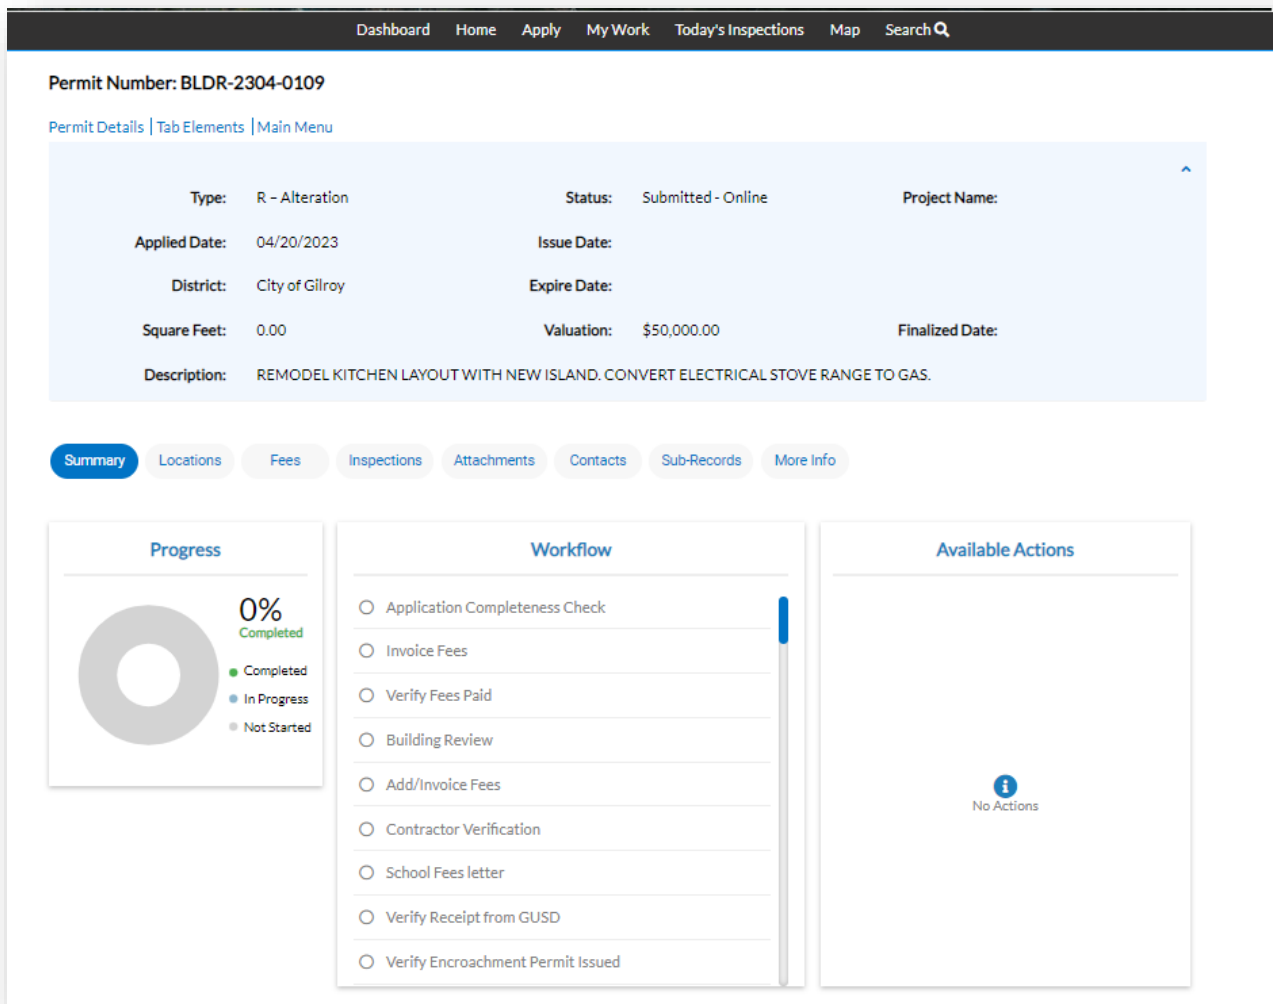 Dashboard Home Apply My Work Today's Inspections Map Search
Permit Number: BLDR-2304-0109
Permit Details | Tab Elements | Main Menu
Type: R – Alteration Status: Submitted - Online Project Name:
Applied Date: 04/20/2023 Issue Date:
District: City of Gilroy Expire Date:
Square Feet: 0.00 Valuation: $50,000.00 Finalized Date:
Description: REMODEL KITCHEN LAYOUT WITH NEW ISLAND. CONVERT ELECTRICAL STOVE RANGE TO GAS.
Summary Locations Fees Inspections Attachments Contacts Sub-Records More Info
Progress
0%
Completed
Completed
In Progress
Not Started
Workflow
Application Completeness Check
Invoice Fees
Verify Fees Paid
Building Review
Add/Invoice Fees
Contractor Verification
School Fees letter
Verify Receipt from GUSD
Verify Encroachment Permit Issued
Available Actions
No Actions